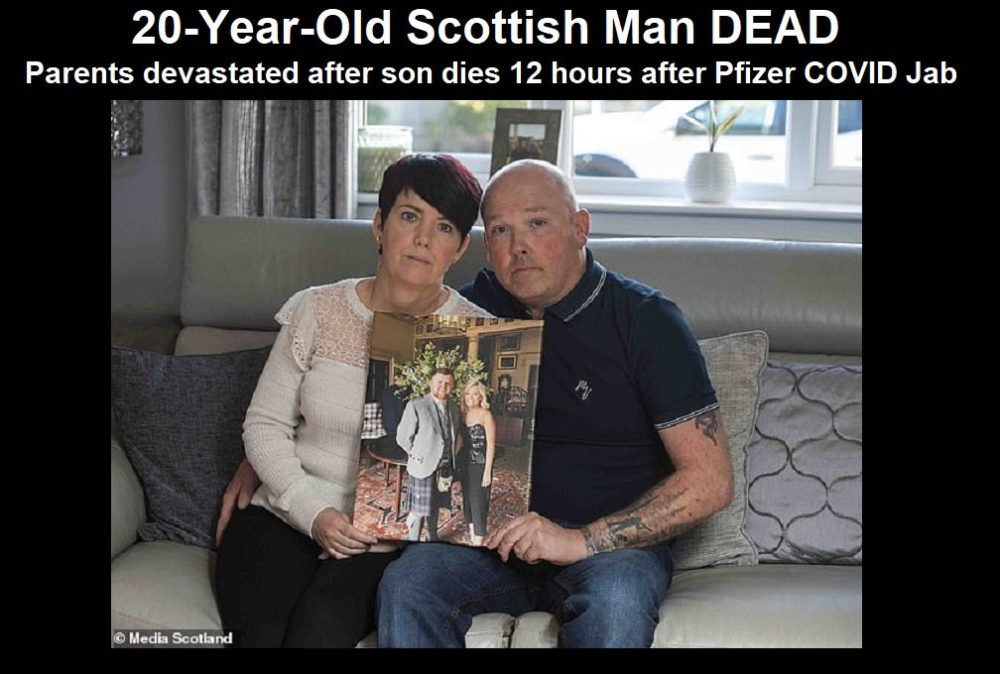 20-Year-Old Scottish Man DEAD
Parents devastated after son dies 12 hours after Pfizer COVID Jab
© Media Scotland